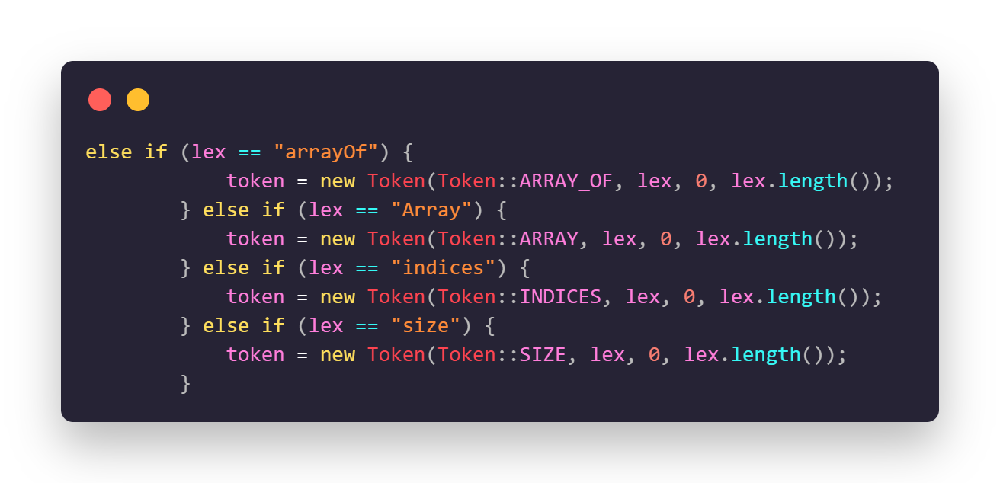 else if (lex == "arrayOf") {
            token = new Token(Token::ARRAY_OF, lex, 0, lex.length());
        } else if (lex == "Array") {
            token = new Token(Token::ARRAY, lex, 0, lex.length());
        } else if (lex == "indices") {
            token = new Token(Token::INDICES, lex, 0, lex.length());
        } else if (lex == "size") {
            token = new Token(Token::SIZE, lex, 0, lex.length());
        }